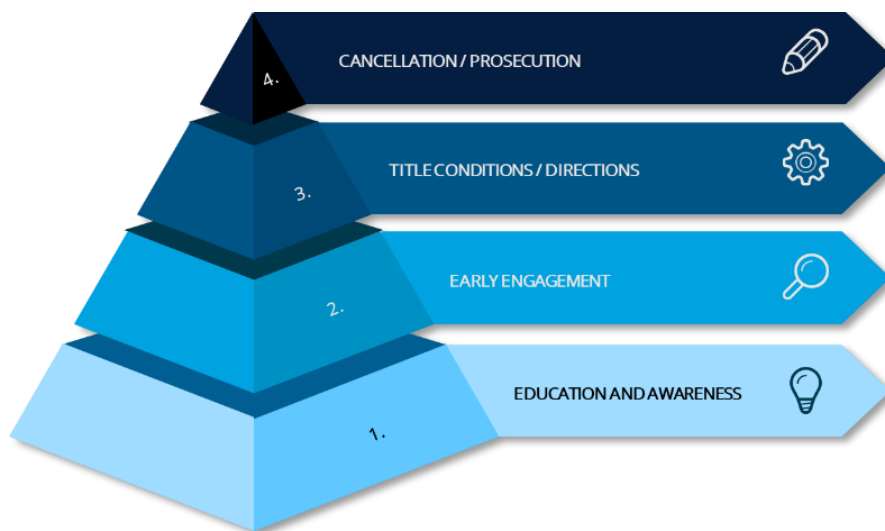 4.
CANCELLATION / PROSECUTION
3.
TITLE CONDITIONS / DIRECTIONS
2.
EARLY ENGAGEMENT
1.
EDUCATION AND AWARENESS